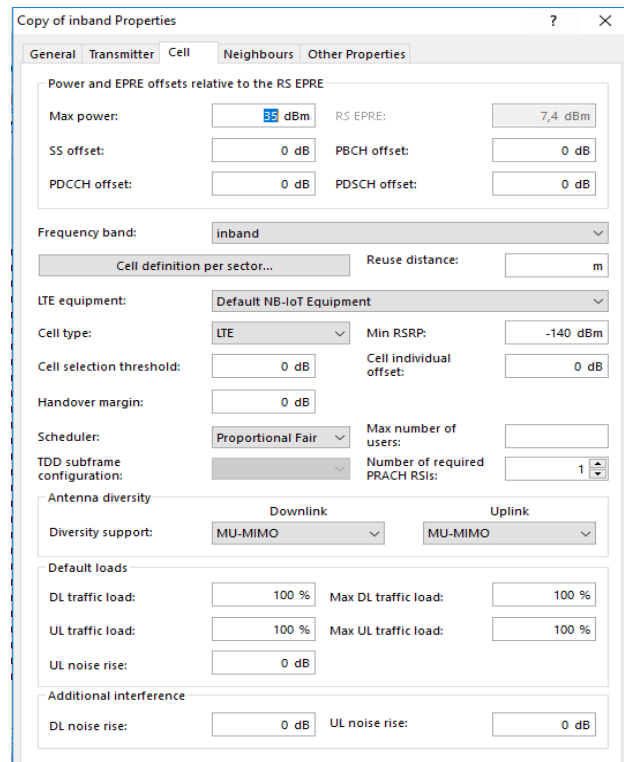 Copy of inband Properties ? ×
General Transmitter Cell Neighbours Other Properties
Power and EPRE offsets relative to the RS EPRE
Max power: 35 dBm RS EPRE: 7,4 dBm
SS offset: 0 dB PBCH offset: 0 dB
PDCCH offset: 0 dB PDSCH offset: 0 dB
Frequency band: inband
Cell definition per sector... Reuse distance: m
LTE equipment: Default NB-IoT Equipment
Cell type: LTE Min RSRP: -140 dBm
Cell selection threshold: 0 dB Cell individual
offset: 0 dB
Handover margin: 0 dB
Scheduler: Proportional Fair Max number of
users:
TDD subframe
configuration: Number of required
PRACH RSIs: 1
Antenna diversity
Downlink Uplink
Diversity support: MU-MIMO MU-MIMO
Default loads
DL traffic load: 100 % Max DL traffic load: 100 %
UL traffic load: 100 % Max UL traffic load: 100 %
UL noise rise: 0 dB
Additional interference
DL noise rise: 0 dB UL noise rise: 0 dB